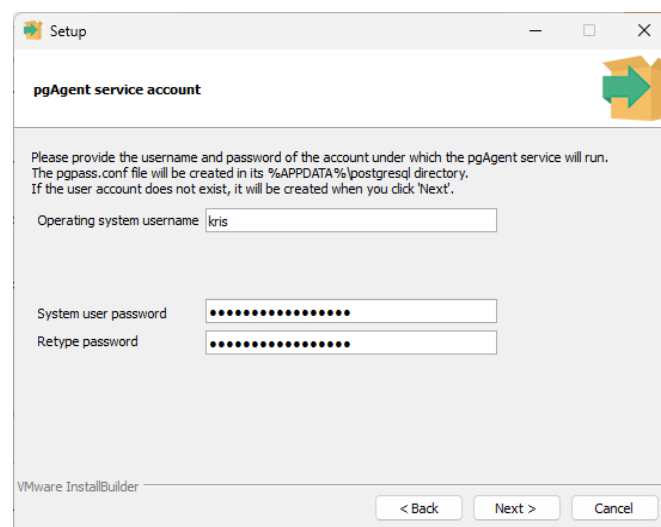 Setup
pgAgent service account
Please provide the username and password of the account under which the pgAgent service will run.
The pgpass.conf file will be created in its %APPDATA%\postgresql directory.
If the user account does not exist, it will be created when you click 'Next'.
Operating system username kris
System user password •••••••••••••••••
Retype password •••••••••••••••••
VMware InstallBuilder
< Back Next > Cancel